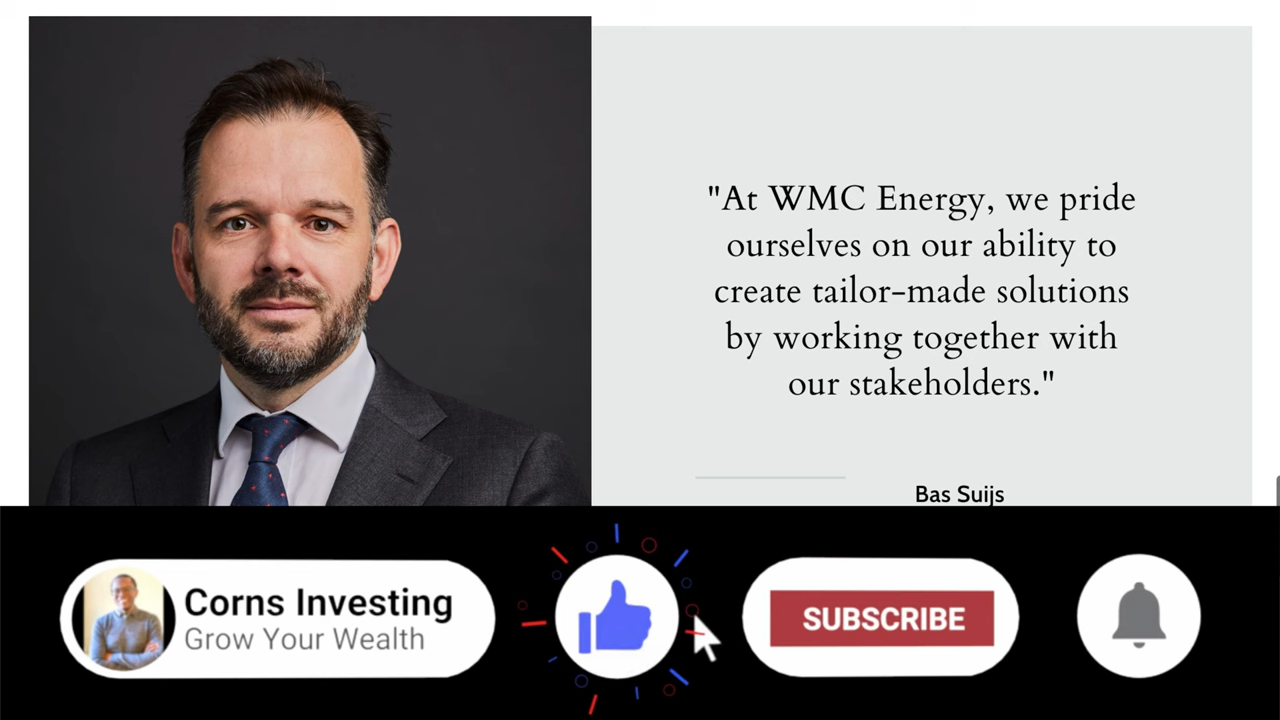 "At WMC Energy, we pride
ourselves on our ability to
create tailor-made solutions
by working together with
our stakeholders."
Bas Suijs
Corns Investing
Grow Your Wealth
SUBSCRIBE